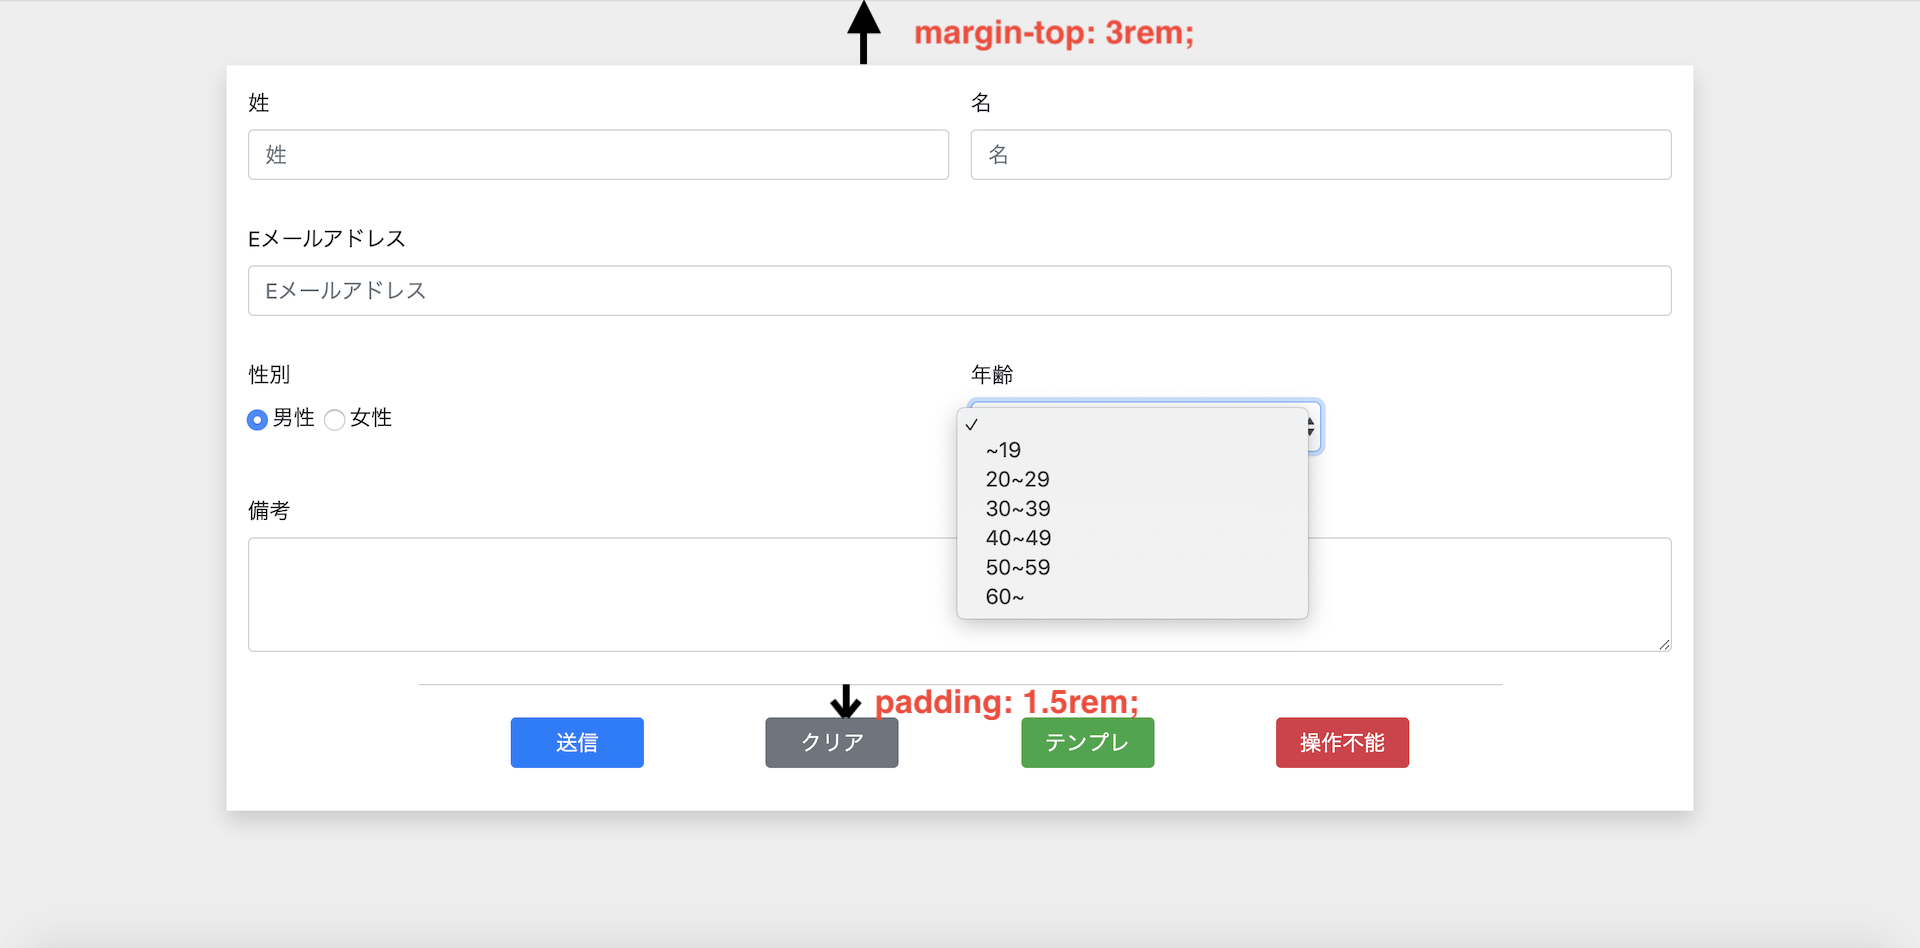 margin-top: 3rem;
姓 名
姓 名
Eメールアドレス
Eメールアドレス
性別 年齢
男性 女性
~19
20~29
30~39
40~49
50~59
60~
備考
padding: 1.5rem;
送信 クリア テンプレ 操作不能